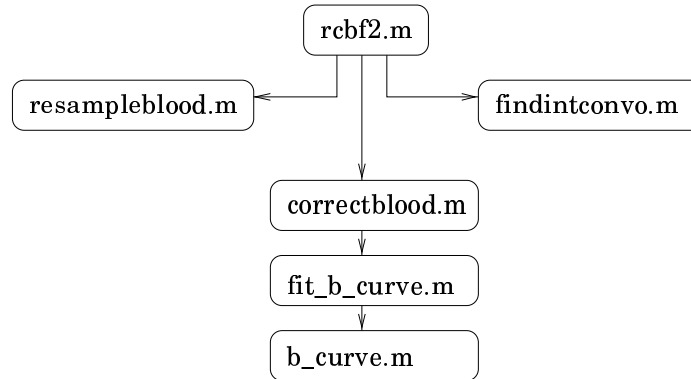 rcbf2.m
resampleblood.m
findintconvo.m
correctblood.m
fit_b_curve.m
b_curve.m